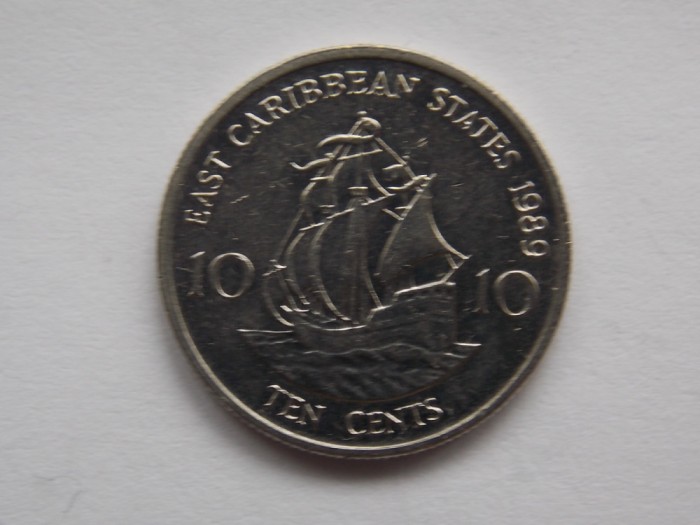 EAST CARIBBEAN STATES 1989
10 10
TEN CENTS